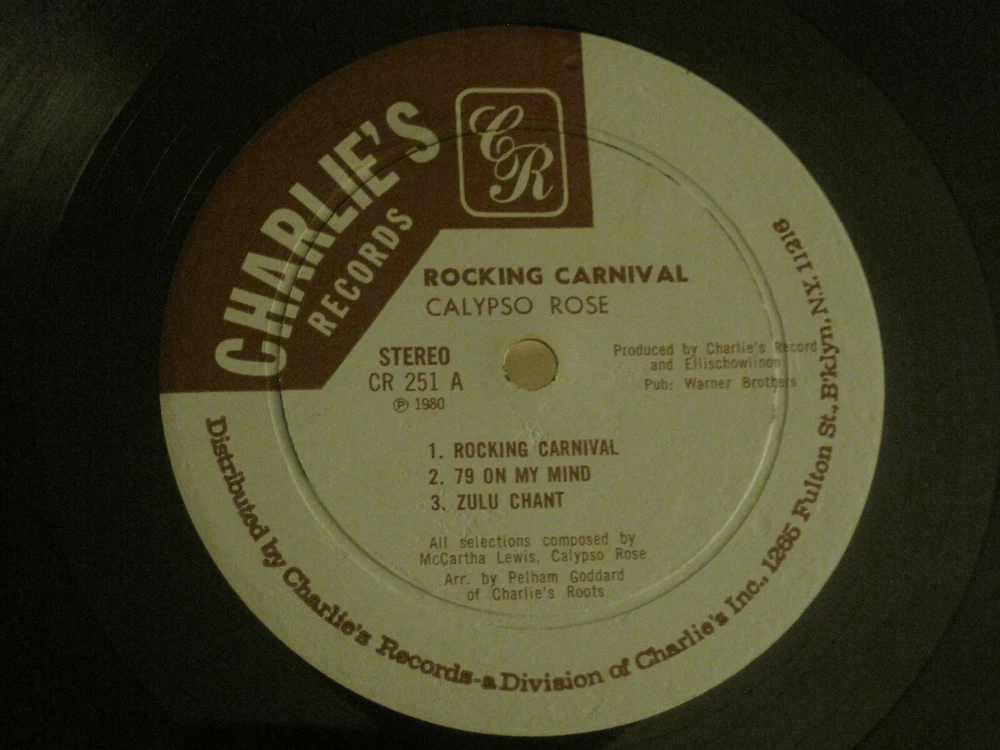 CHARLIE'S
RECORDS
CR
ROCKING CARNIVAL
CALYPSO ROSE
STEREO
CR 251 A
℗ 1980
Produced by Charlie's Record
and Ellischowlinon
Pub: Warner Brothers
1. ROCKING CARNIVAL
2. 79 ON MY MIND
3. ZULU CHANT
All selections composed by
McCartha Lewis, Calypso Rose
Arr. by Pelham Goddard
of Charlie's Roots
Distributed by Charlie's Records-a Division of Charlie's Inc., 1265 Fulton St., B'klyn, N.Y. 11216